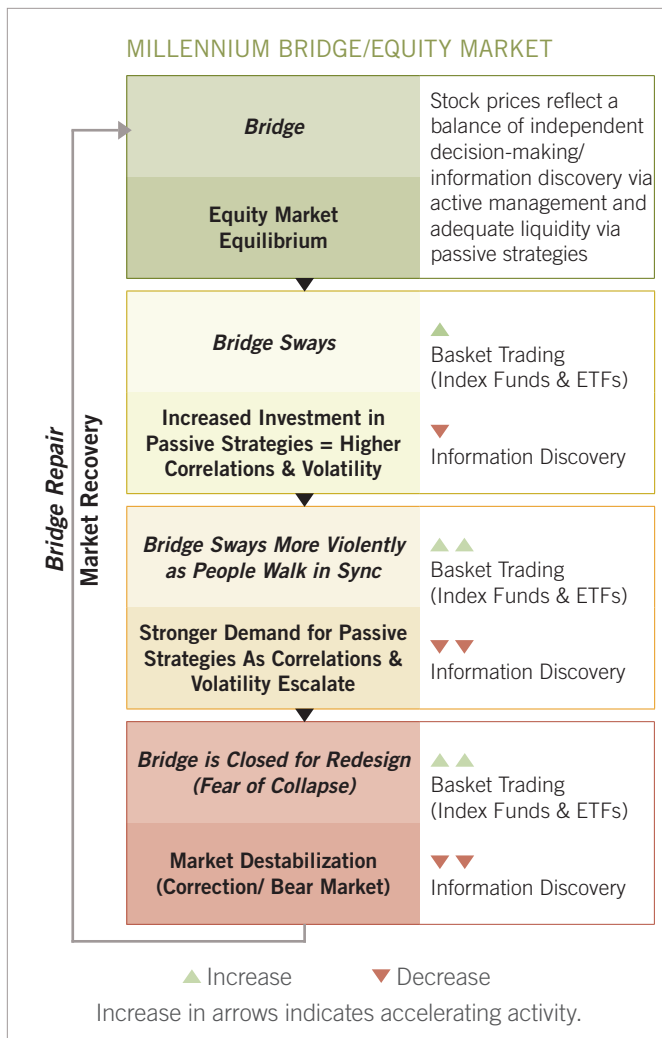 MILLENNIUM BRIDGE/EQUITY MARKET
Bridge
Equity Market
Equilibrium
Stock prices reflect a
balance of independent
decision-making/
information discovery via
active management and
adequate liquidity via
passive strategies
Bridge Sways
Increased Investment in
Passive Strategies = Higher
Correlations & Volatility
Basket Trading
(Index Funds & ETFs)
Information Discovery
Bridge Sways More Violently
as People Walk in Sync
Stronger Demand for Passive
Strategies As Correlations &
Volatility Escalate
Basket Trading
(Index Funds & ETFs)
Information Discovery
Bridge is Closed for Redesign
(Fear of Collapse)
Market Destabilization
(Correction/ Bear Market)
Basket Trading
(Index Funds & ETFs)
Information Discovery
Bridge Repair
Market Recovery
Increase
Decrease
Increase in arrows indicates accelerating activity.